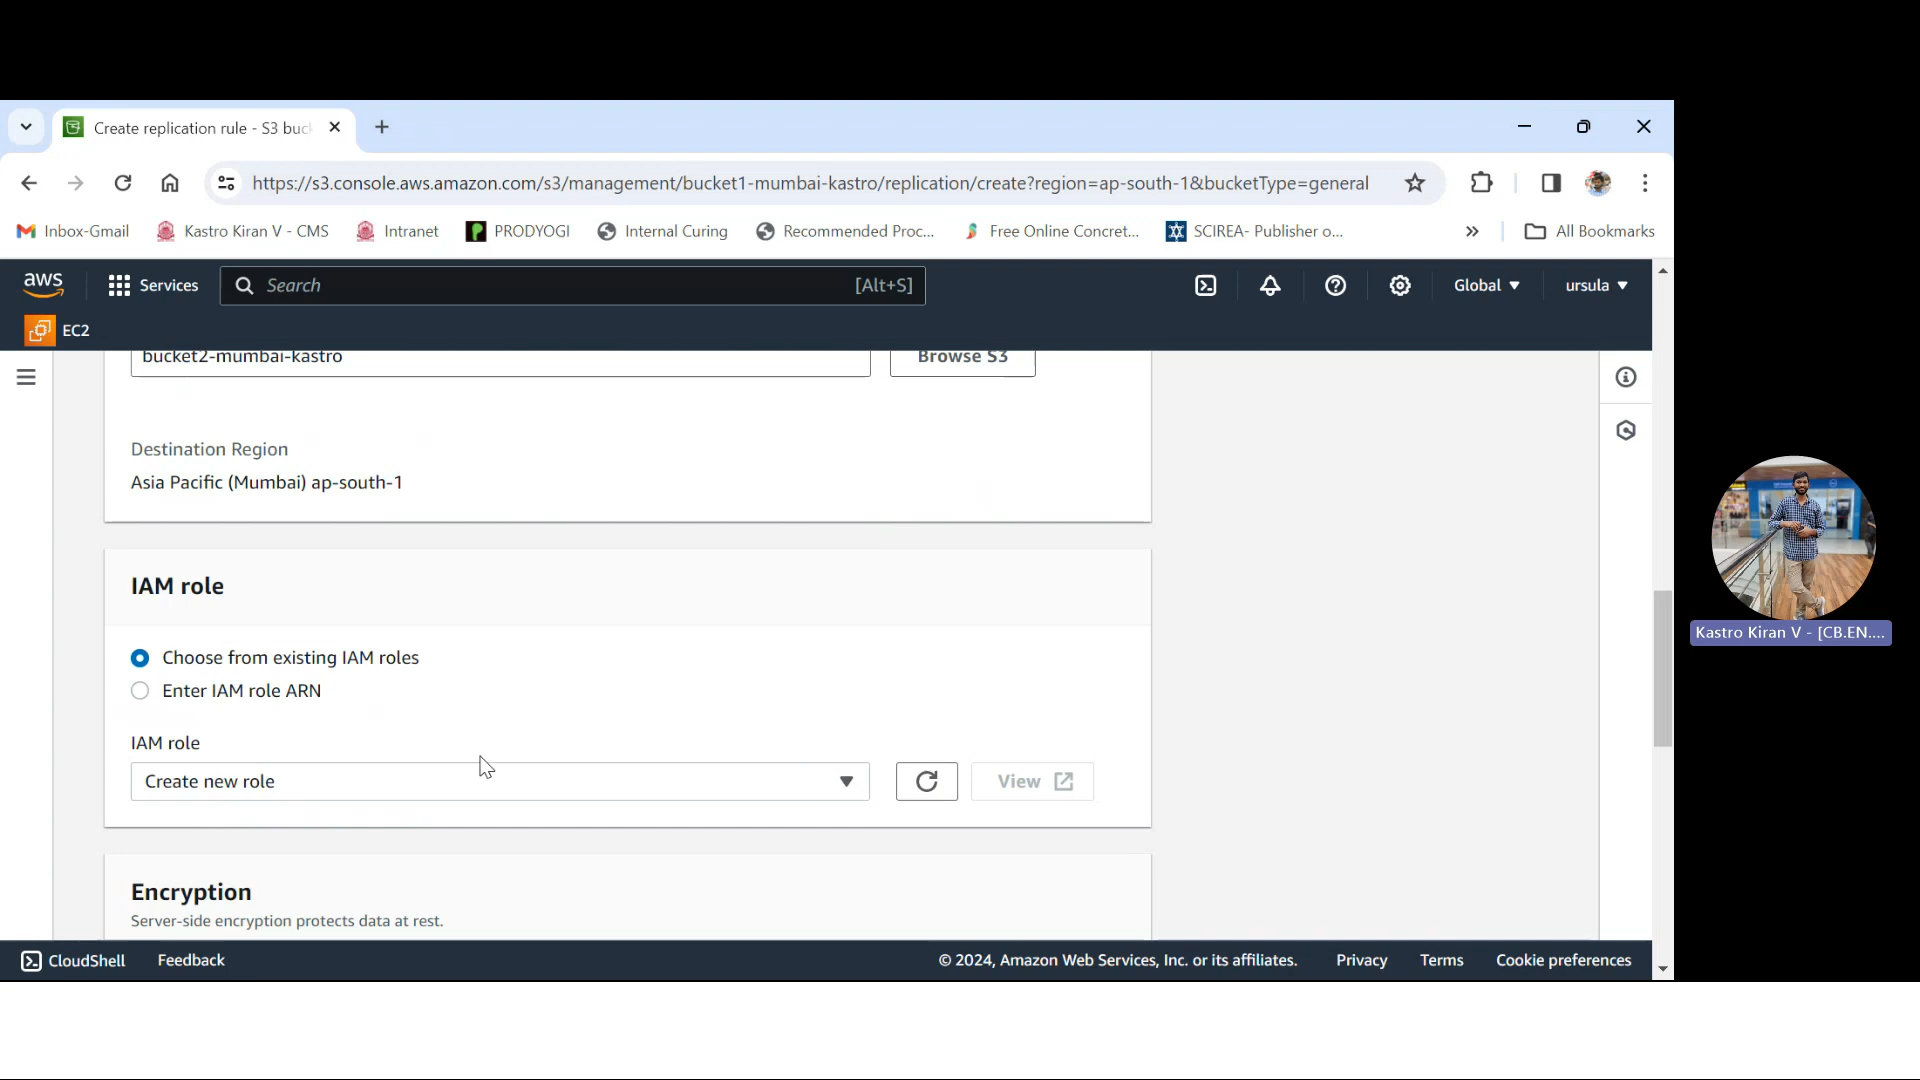 Create replication rule - S3 buc
https://s3.console.aws.amazon.com/s3/management/bucket1-mumbai-kastro/replication/create?region=ap-south-1&bucketType=general
Inbox-Gmail
Kastro Kiran V - CMS
Intranet
PRODYOGI
Internal Curing
Recommended Proc...
Free Online Concret...
SCIREA- Publisher o...
All Bookmarks
aws
Services
Search
[Alt+S]
Global
ursula
EC2
bucket2-mumbai-kastro
Browse S3
Destination Region
Asia Pacific (Mumbai) ap-south-1
IAM role
Choose from existing IAM roles
Enter IAM role ARN
IAM role
Create new role
View
Encryption
Server-side encryption protects data at rest.
CloudShell
Feedback
© 2024, Amazon Web Services, Inc. or its affiliates.
Privacy
Terms
Cookie preferences
Kastro Kiran V - [CB.EN....